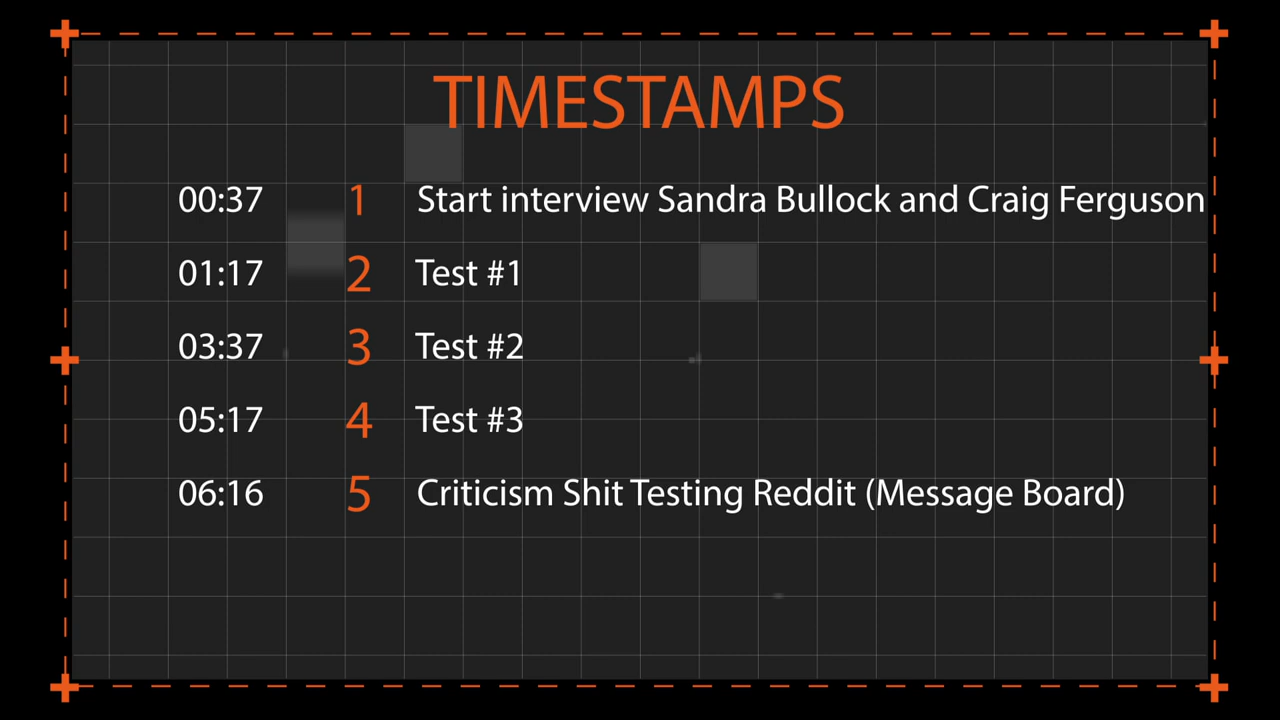 TIMESTAMPS
00:37 1 Start interview Sandra Bullock and Craig Ferguson
01:17 2 Test #1
03:37 3 Test #2
05:17 4 Test #3
06:16 5 Criticism Shit Testing Reddit (Message Board)